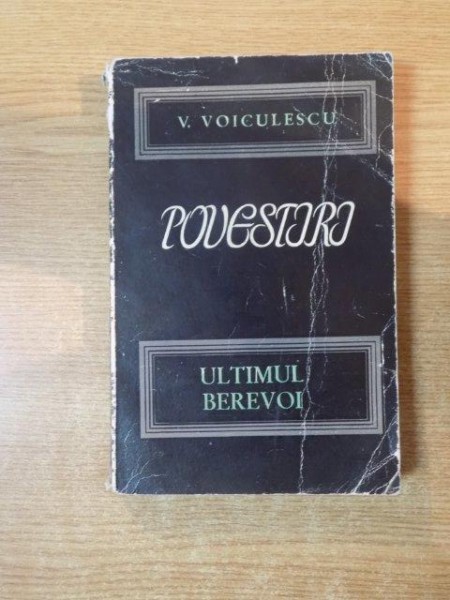 V. VOICULESCU
POVESTIRI
ULTIMUL
BEREVOI